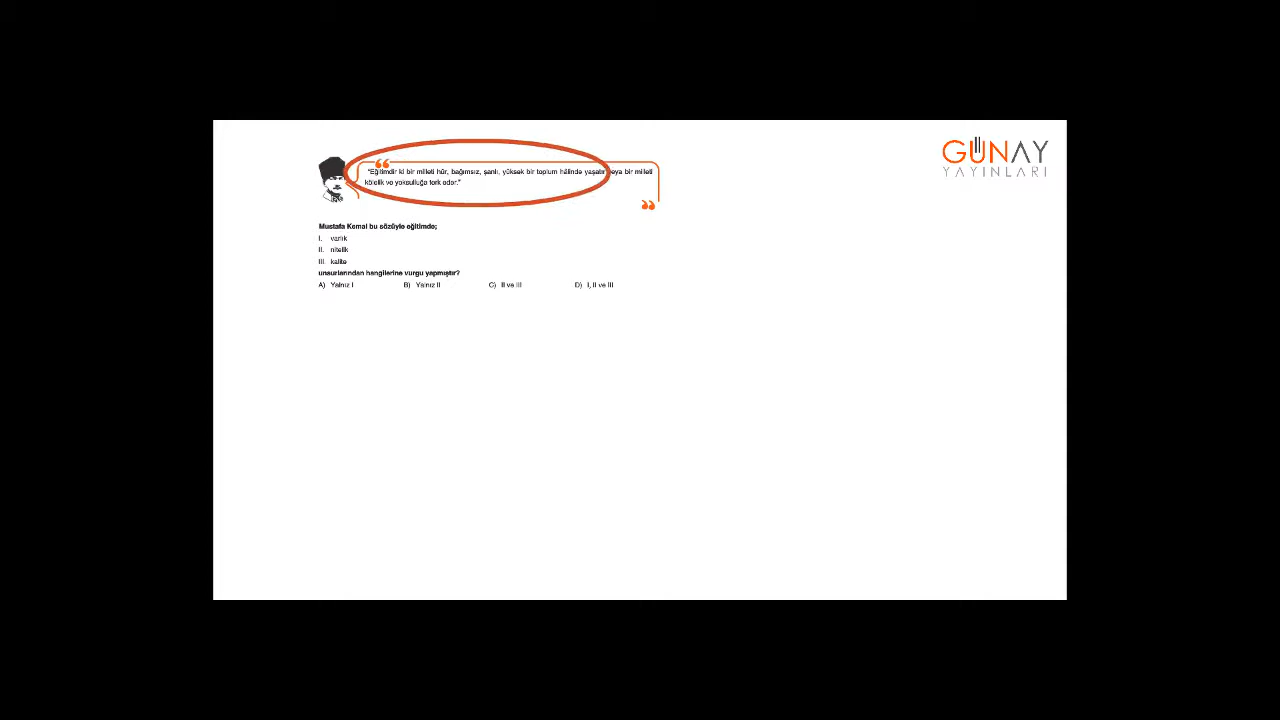 GÜNAY
YAYINLARI
“Eğitimdir ki bir milleti hür, bağımsız, şanlı, yüksek bir toplum hâlinde yaşatır veya bir milleti
kölelik ve yoksulluğa terk eder.”
Mustafa Kemal bu sözüyle eğitimde;
I. varlık
II. nitelik
III. kalite
unsurlarından hangilerine vurgu yapmıştır?
A) Yalnız I B) Yalnız II C) II ve III D) I, II ve III